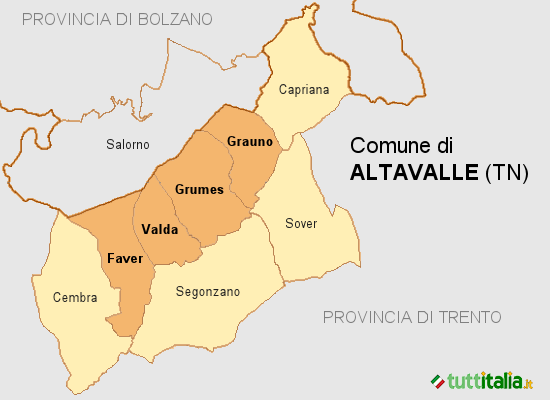 PROVINCIA DI BOLZANO
Capriana
Salorno
Grauno
Comune di
ALTAVALLE (TN)
Grumes
Valda
Sover
Faver
Segonzano
Cembra
PROVINCIA DI TRENTO
tuttitalia.it